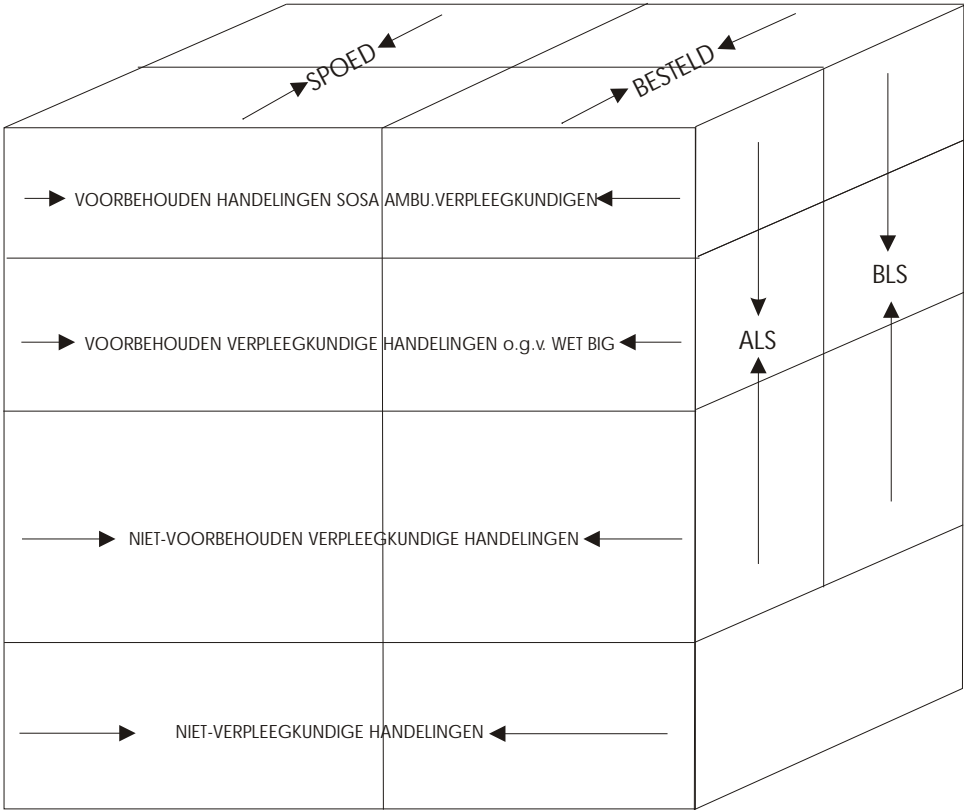 SPOED
BESTELD
VOORBEHOUDEN HANDELINGEN SOSA AMBU.VERPLEEGKUNDIGEN
BLS
VOORBEHOUDEN VERPLEEGKUNDIGE HANDELINGEN o.g.v. WET BIG
ALS
NIET-VOORBEHOUDEN VERPLEEGKUNDIGE HANDELINGEN
NIET-VERPLEEGKUNDIGE HANDELINGEN